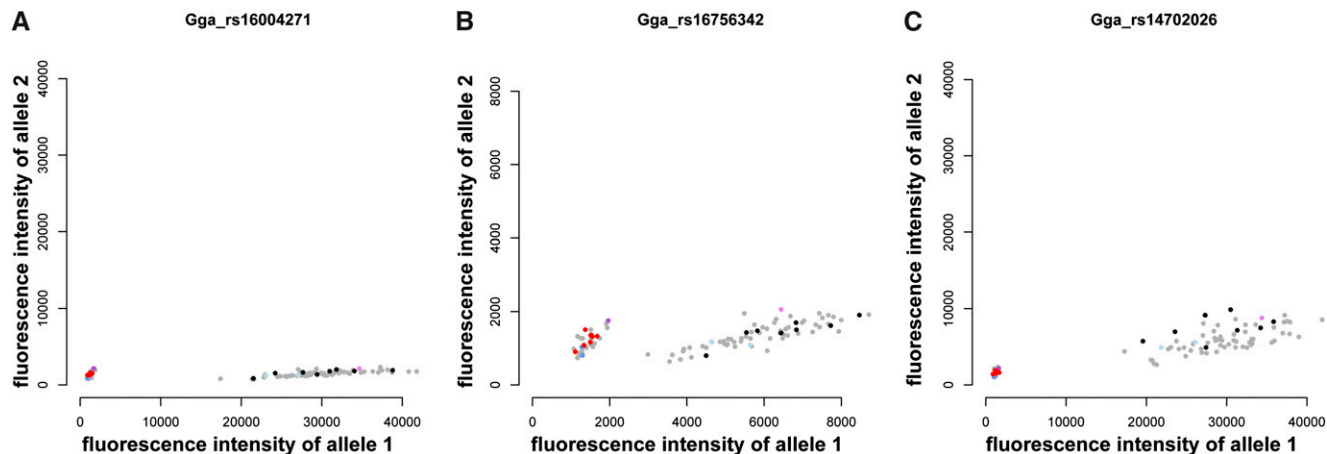 A
Gga_rs16004271
fluorescence intensity of allele 2
40000
30000
20000
10000
0
0 10000 20000 30000 40000
fluorescence intensity of allele 1
B
Gga_rs16756342
fluorescence intensity of allele 2
8000
6000
4000
2000
0
0 2000 4000 6000 8000
fluorescence intensity of allele 1
C
Gga_rs14702026
fluorescence intensity of allele 2
40000
30000
20000
10000
0
0 10000 20000 30000 40000
fluorescence intensity of allele 1